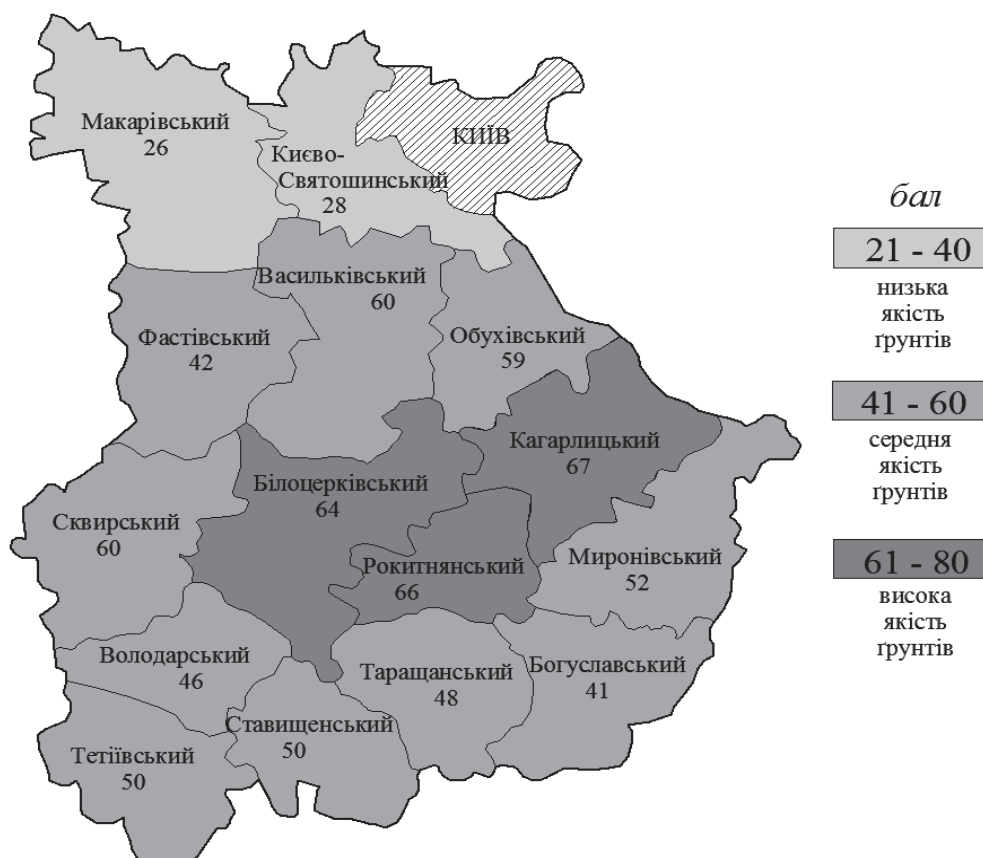 Макарівський
26
Києво-
Святошинський
28
КИЇВ
Васильківський
60
Фастівський
42
Обухівський
59
Кагарлицький
67
Білоцерківський
64
Сквирський
60
Рокитнянський
66
Миронівський
52
Володарський
46
Таращанський
48
Богуславський
41
Ставищенський
50
Тетіївський
50
бал
21 - 40
низька
якість
ґрунтів
41 - 60
середня
якість
ґрунтів
61 - 80
висока
якість
ґрунтів